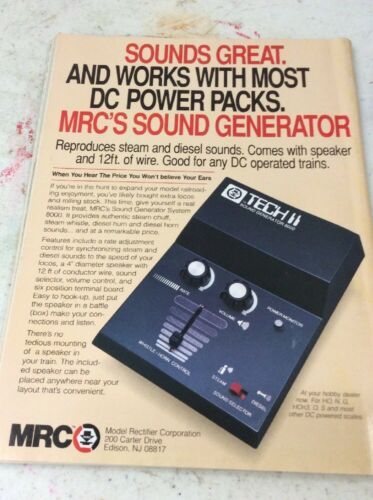 SOUNDS GREAT.
AND WORKS WITH MOST
DC POWER PACKS.
MRC'S SOUND GENERATOR
Reproduces steam and diesel sounds. Comes with speaker
and 12ft. of wire. Good for any DC operated trains.
When You Hear The Price You Won't believe Your Ears
If you're in the hunt to expand your model railroad-
ing enjoyment, you've likely bought extra locos
and rolling stock. This time, give yourself a real
realism treat, MRC's Sound Generator System
800. It provides authentic steam chuff,
steam whistle, diesel hum and diesel horn
sounds... and at a remarkable price.
Features include a rate adjustment
control for synchronizing steam and
diesel sounds to the speed of your
locos, a 4" diameter speaker with
12 ft of conductor wire, sound
selector, volume control, and
six position terminal board.
Easy to hook-up, just put
the speaker in a baffle
(box) make your con-
nections and listen.
There's no
tedious mounting
of a speaker in
your train. The includ-
ed speaker can be
placed anywhere near your
layout that's convenient.
TECH II
SOUND GENERATOR 800
RATE
VOLUME
POWER MONITOR
WHISTLE - HORN CONTROL
STEAM
SOUND SELECTOR
DIESEL
At your hobby dealer
now. For HO, N, G,
HOn3, O, S and most
other DC powered scales.
MRC
Model Rectifier Corporation
200 Carter Drive
Edison, NJ 08817